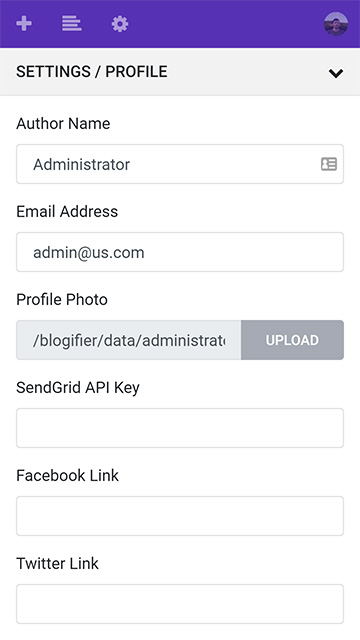 SETTINGS / PROFILE
Author Name
Administrator
Email Address
admin@us.com
Profile Photo
/blogifier/data/administrat
UPLOAD
SendGrid API Key
Facebook Link
Twitter Link